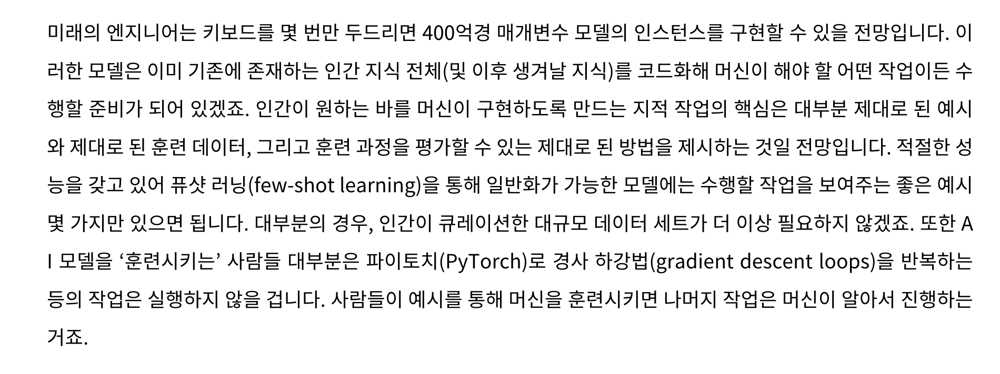 미래의 엔지니어는 키보드를 몇 번만 두드리면 400억경 매개변수 모델의 인스턴스를 구현할 수 있을 전망입니다. 이
러한 모델은 이미 기존에 존재하는 인간 지식 전체(및 이후 생겨날 지식)를 코드화해 머신이 해야 할 어떤 작업이든 수
행할 준비가 되어 있겠죠. 인간이 원하는 바를 머신이 구현하도록 만드는 지적 작업의 핵심은 대부분 제대로 된 예시
와 제대로 된 훈련 데이터, 그리고 훈련 과정을 평가할 수 있는 제대로 된 방법을 제시하는 것일 전망입니다. 적절한 성
능을 갖고 있어 퓨샷 러닝(few-shot learning)을 통해 일반화가 가능한 모델에는 수행할 작업을 보여주는 좋은 예시
몇 가지만 있으면 됩니다. 대부분의 경우, 인간이 큐레이션한 대규모 데이터 세트가 더 이상 필요하지 않겠죠. 또한 A
I 모델을 ‘훈련시키는’ 사람들 대부분은 파이토치(PyTorch)로 경사 하강법(gradient descent loops)을 반복하는
등의 작업은 실행하지 않을 겁니다. 사람들이 예시를 통해 머신을 훈련시키면 나머지 작업은 머신이 알아서 진행하는
거죠.